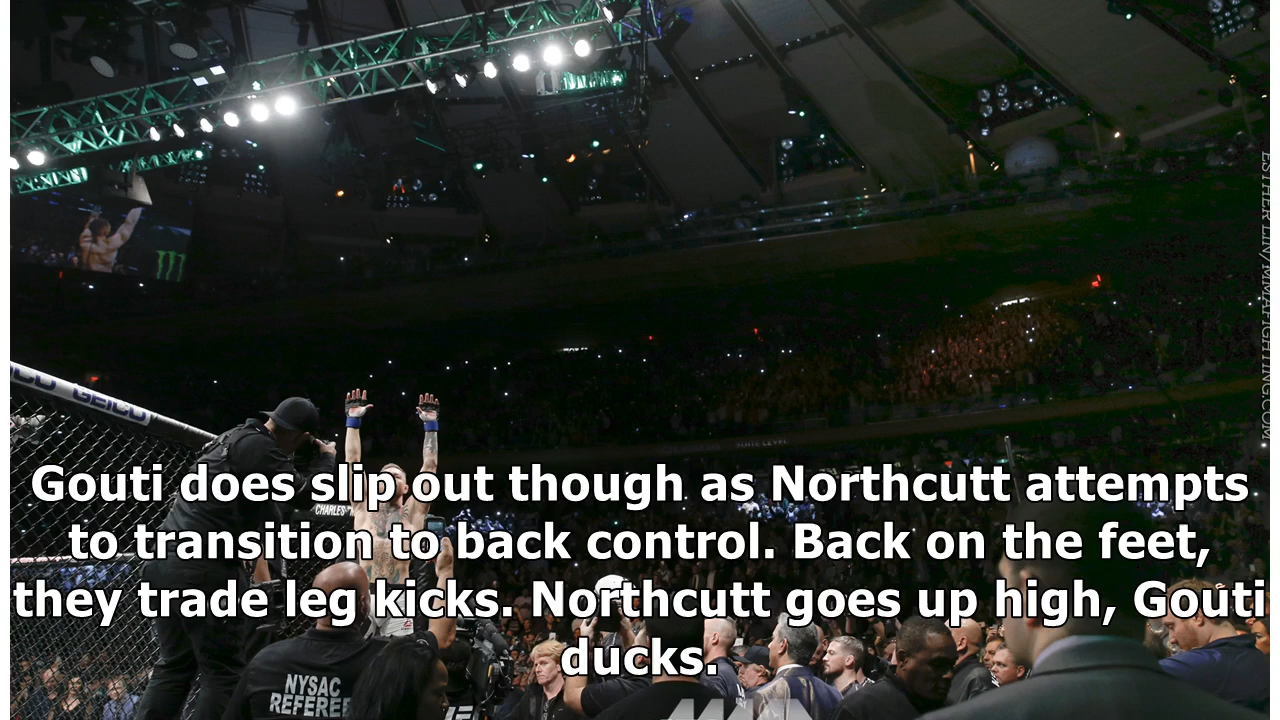 ESTHER LIN/MMAFIGHTING.COM
GEICO
Gouti does slip out though as Northcutt attempts
CHARLES
to transition to back control. Back on the feet,
they trade leg kicks. Northcutt goes up high, Gouti
ducks.
NYSAC
REFEREE
MMA